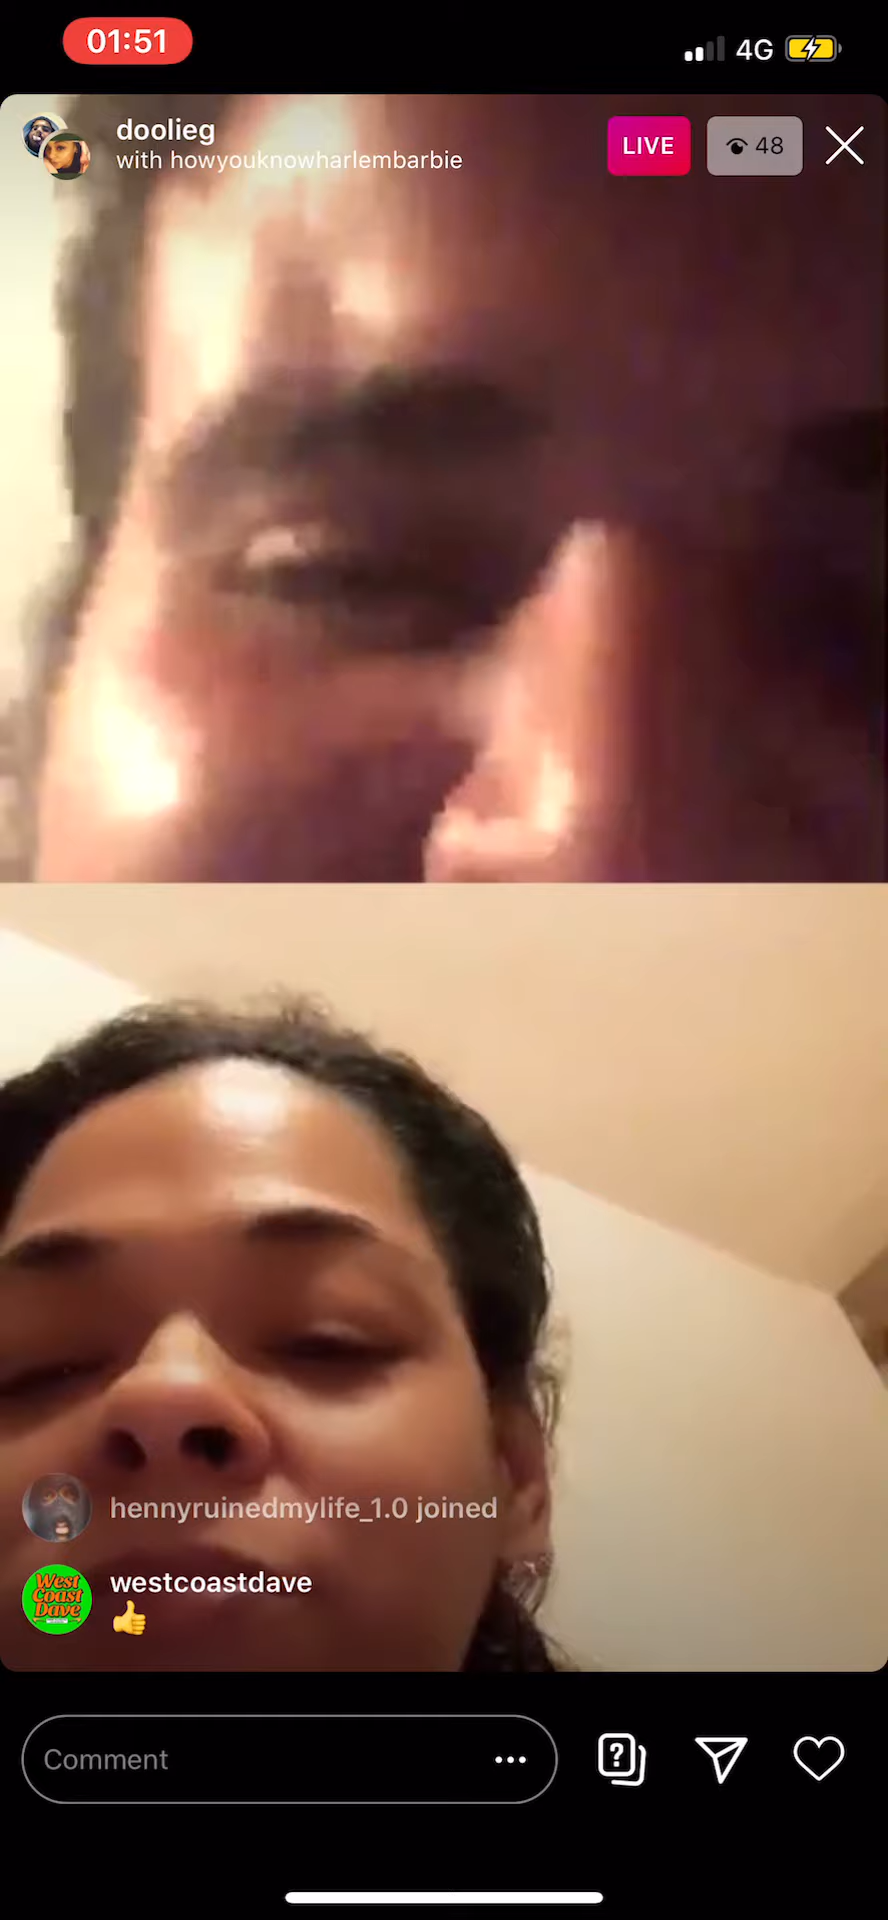 01:51
4G
doolieg
with howyouknowharlembarbie
LIVE
48
hennyruinedmylife_1.0 joined
West
Coast
Dave
westcoastdave
Comment